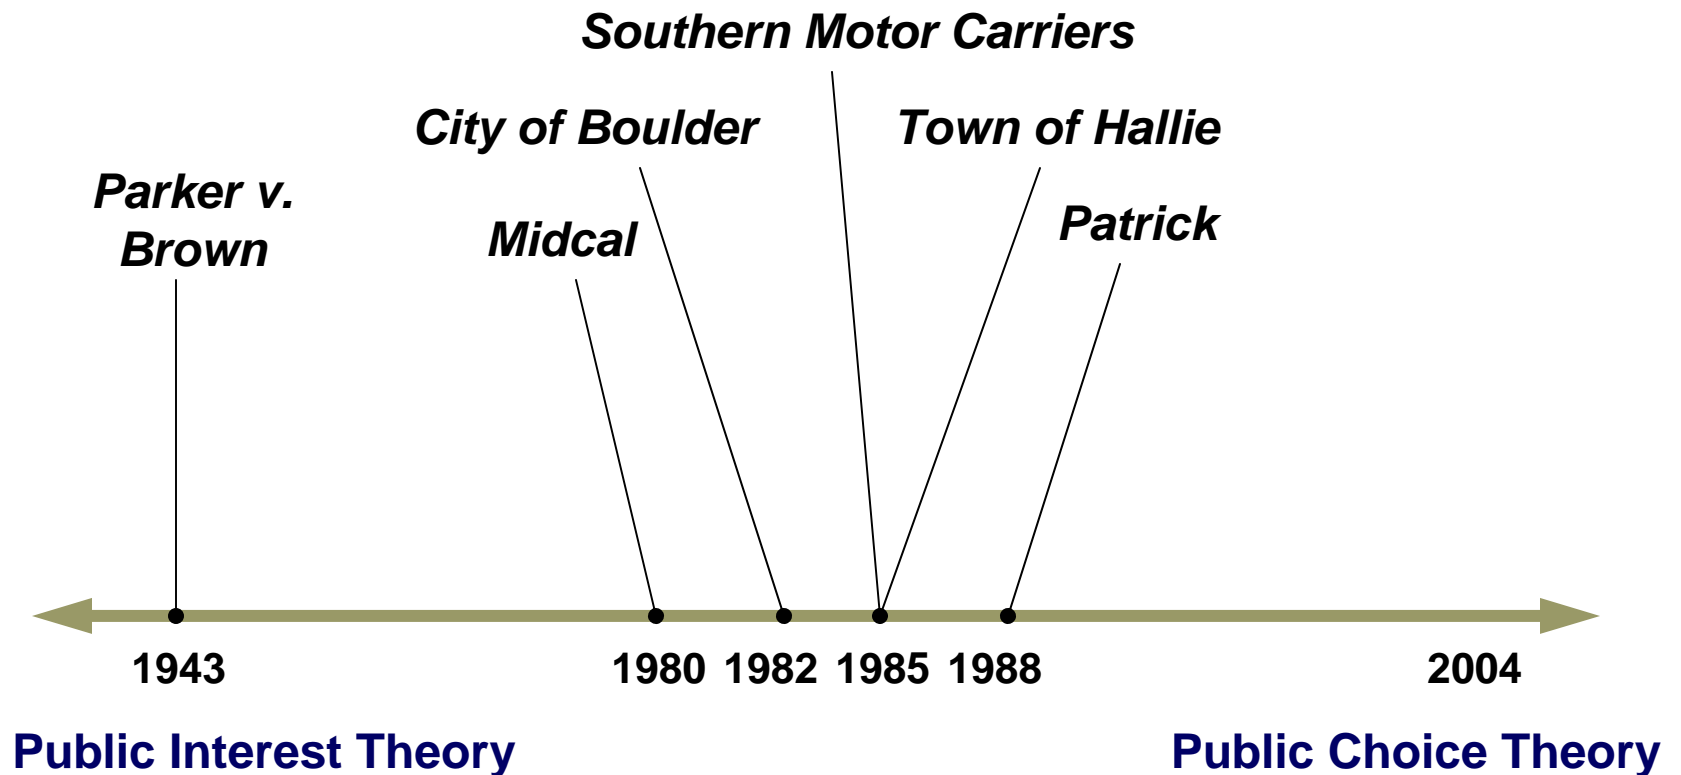 Southern Motor Carriers
City of Boulder
Town of Hallie
Parker v.
Brown
Midcal
Patrick
1943
1980
1982
1985
1988
2004
Public Interest Theory
Public Choice Theory